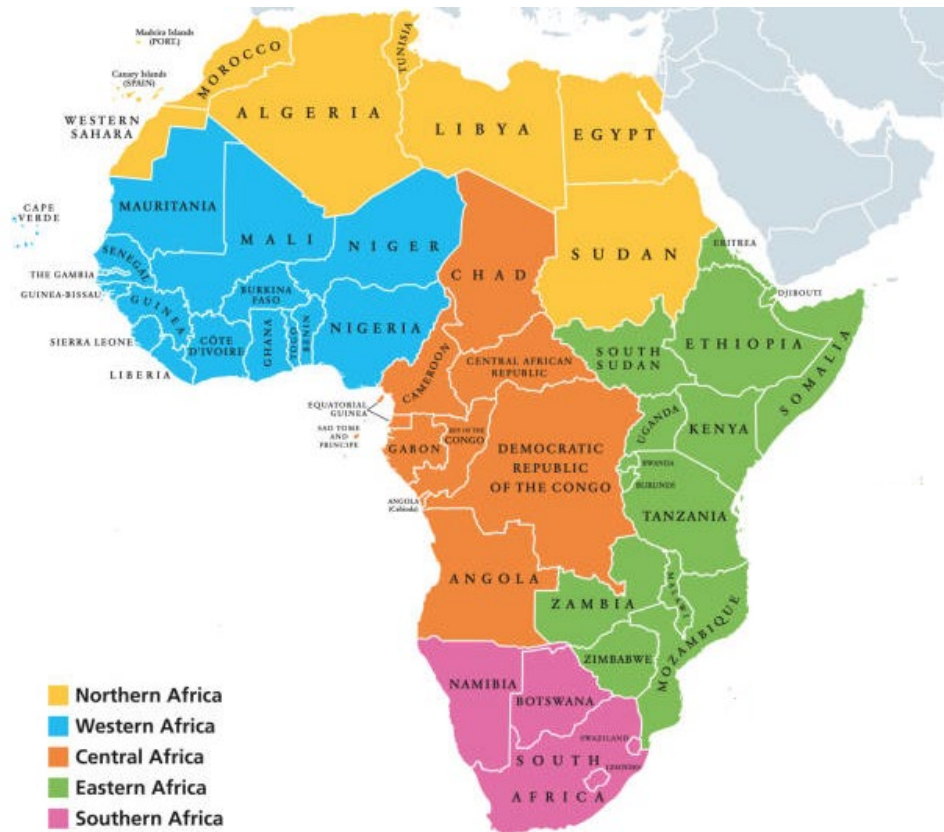 Madeira Islands
(PORT.)
Canary Islands
(SPAIN)
MOROCCO
TUNISIA
ALGERIA
LIBYA
EGYPT
WESTERN
SAHARA
CAPE
VERDE
MAURITANIA
MALI
NIGER
CHAD
SUDAN
ERITREA
SENEGAL
THE GAMBIA
GUINEA-BISSAU
GUINEA
SIERRA LEONE
LIBERIA
CÔTE
D'IVOIRE
BURKINA
FASO
GHANA
TOGO
BENIN
NIGERIA
DJIBOUTI
ETHIOPIA
SOMALIA
SOUTH
SUDAN
CENTRAL AFRICAN
REPUBLIC
CAMEROON
EQUATORIAL
GUINEA
SAO TOME
AND
PRINCIPE
GABON
REP OF THE
CONGO
DEMOCRATIC
REPUBLIC
OF THE CONGO
UGANDA
KENYA
RWANDA
BURUNDI
TANZANIA
ANGOLA
(Cabinda)
ANGOLA
ZAMBIA
MALAWI
MOZAMBIQUE
ZIMBABWE
NAMIBIA
BOTSWANA
SWAZILAND
LESOTHO
SOUTH
AFRICA
Northern Africa
Western Africa
Central Africa
Eastern Africa
Southern Africa